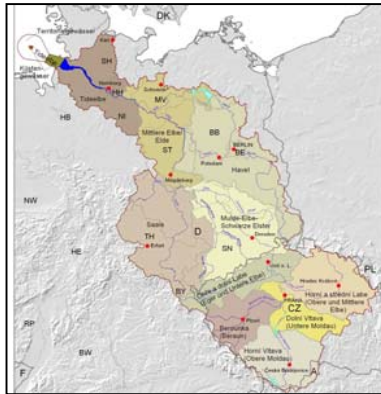 DK
Territorialgewässer
Kiel
SH
Tideelbe
Hamburg
HH
Schwerin
MV
HB
NI
Mittlere Elbe/
Elde
BB
BERLIN
BE
ST
Potsdam
Havel
Magdeburg
NW
Saale
Mulde-Elbe-
Schwarze Elster
D
Dresden
HE
TH
Erfurt
SN
PL
Ústí n. L.
Hradec Králové
BY
Horní a střední Labe
(Obere und Mittlere
Elbe)
CZ
Dolní Vltava
(Untere Moldau)
RP
Plzeň
Berounka
(Beraun)
BW
Horní Vltava
(Obere Moldau)
České Budějovice
F
A